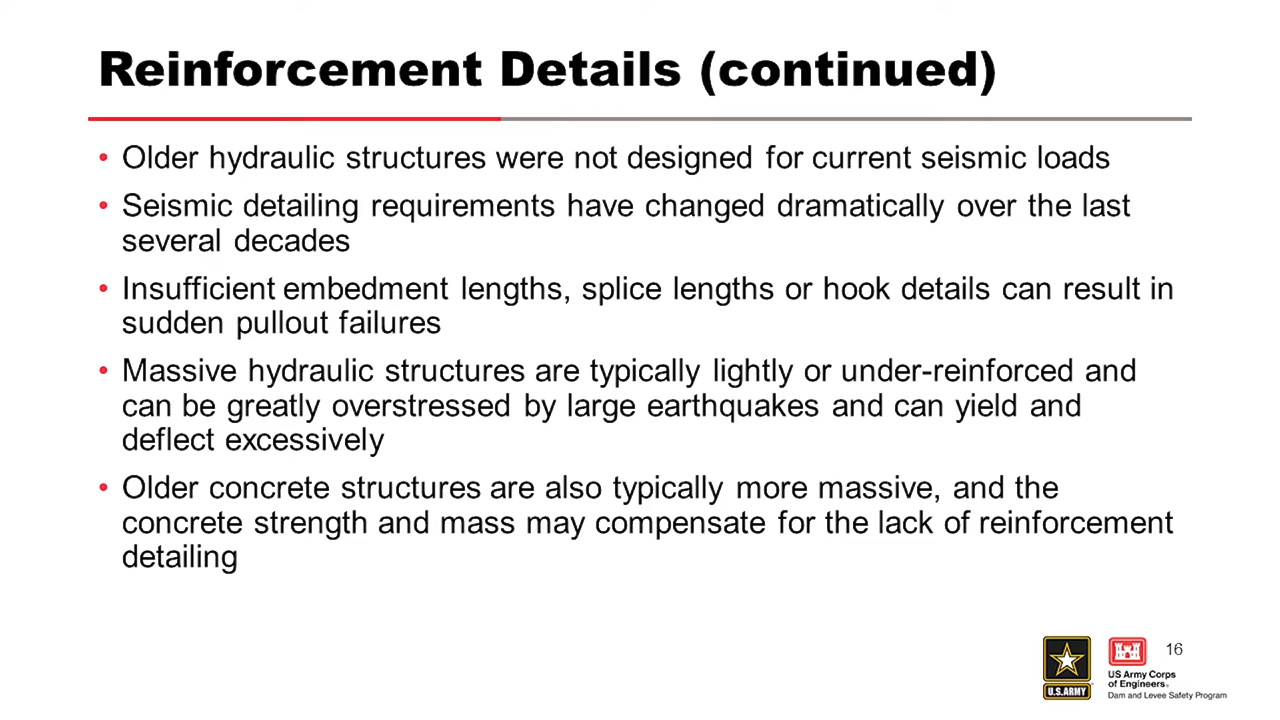 Reinforcement Details (continued)
• Older hydraulic structures were not designed for current seismic loads
• Seismic detailing requirements have changed dramatically over the last
several decades
• Insufficient embedment lengths, splice lengths or hook details can result in
sudden pullout failures
• Massive hydraulic structures are typically lightly or under-reinforced and
can be greatly overstressed by large earthquakes and can yield and
deflect excessively
• Older concrete structures are also typically more massive, and the
concrete strength and mass may compensate for the lack of reinforcement
detailing
16
U.S.ARMY
US Army Corps
of Engineers®
Dam and Levee Safety Program